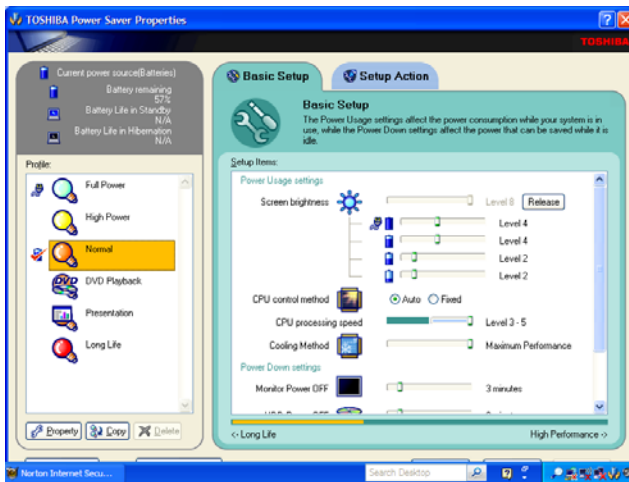 TOSHIBA Power Saver Properties
TOSHIBA
Current power source(Batteries)
Battery remaining
57%
Battery Life in Standby
N/A
Battery Life in Hibernation
N/A
Profile:
Full Power
High Power
Normal
DVD
DVD Playback
Presentation
Long Life
Property
Copy
Delete
Basic Setup
Setup Action
Basic Setup
The Power Usage settings affect the power consumption while your system is in
use, while the Power Down settings affect the power that can be saved while it is
idle.
Setup Items:
Power Usage settings
Screen brightness
Level 8
Release
Level 4
Level 4
Level 2
Level 2
CPU control method
Auto
Fixed
CPU processing speed
Level 3 - 5
Cooling Method
Maximum Performance
Power Down settings
Monitor Power OFF
3 minutes
<- Long Life
High Performance ->
Norton Internet Secu...
Search Desktop